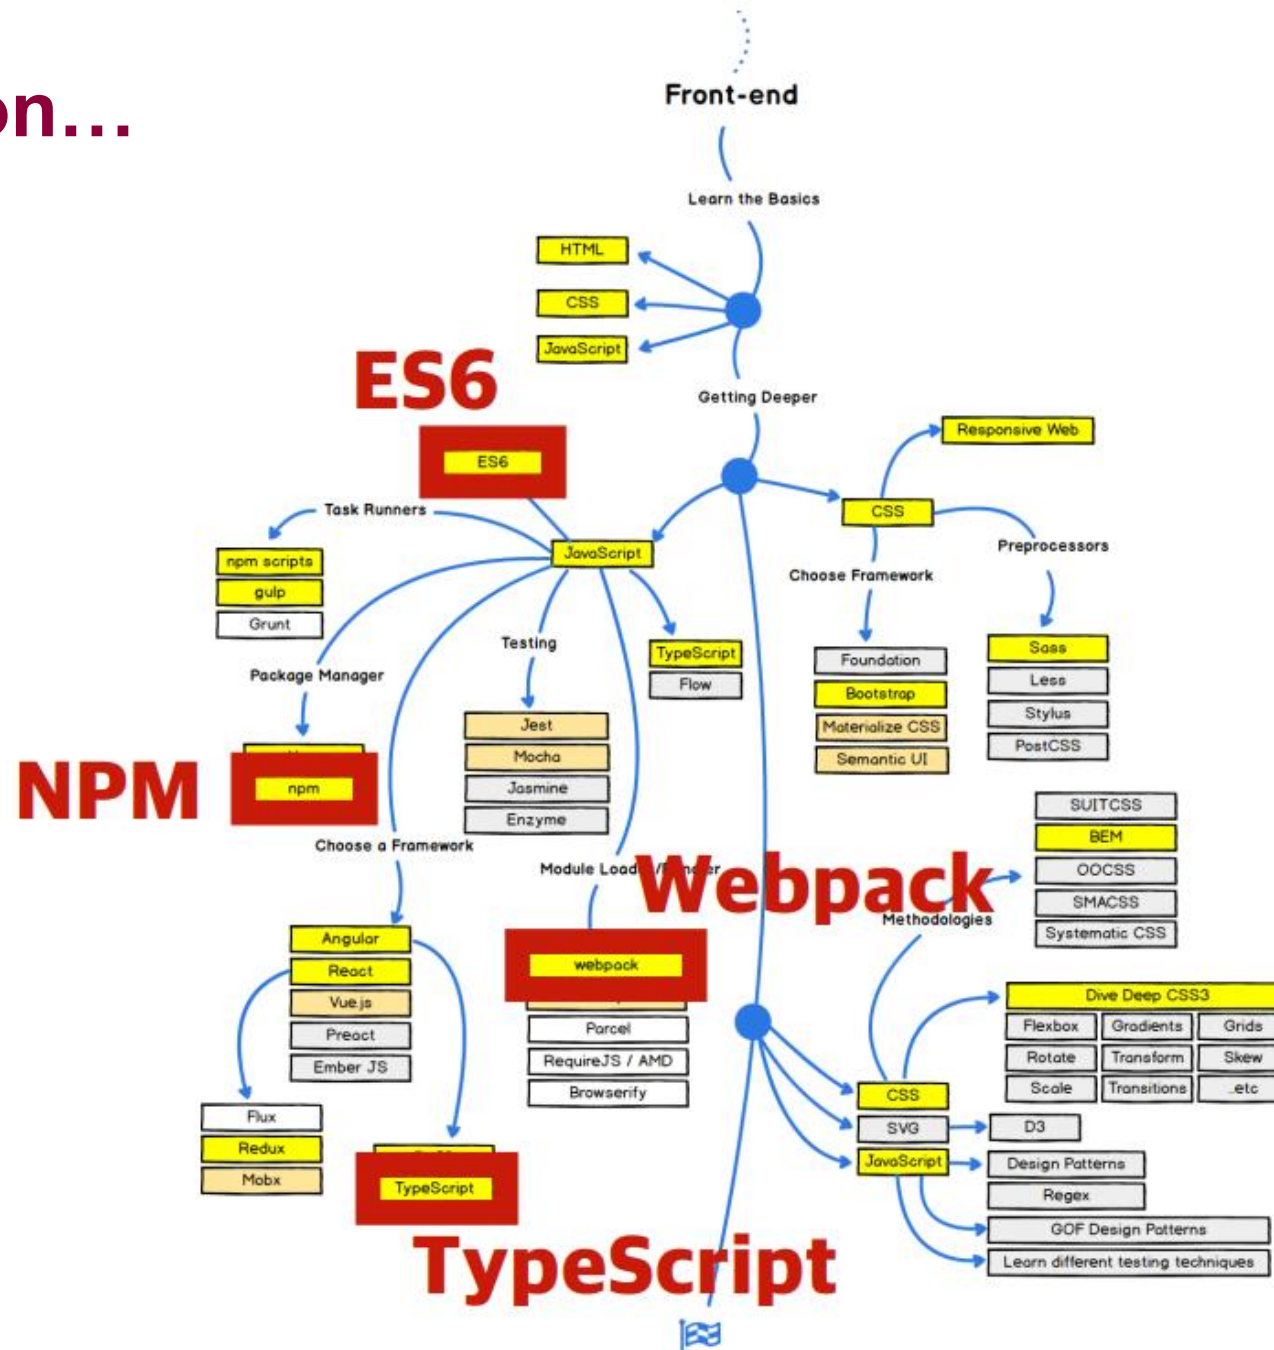 on...
Front-end
Learn the Basics
HTML
CSS
JavaScript
Getting Deeper
ES6
ES6
Responsive Web
CSS
Task Runners
JavaScript
Preprocessors
npm scripts
gulp
Grunt
Choose Framework
Testing
TypeScript
Flow
Package Manager
Foundation
Bootstrap
Materialize CSS
Semantic UI
Sass
Less
Stylus
PostCSS
Jest
Mocha
Jasmine
Enzyme
NPM
npm
SUITCSS
BEM
OOCSS
SMACSS
Systematic CSS
Choose a Framework
Module
Webpack
Methodologies
Angular
React
Vue.js
Preact
Ember JS
webpack
Parcel
RequireJS / AMD
Browserify
Dive Deep CSS3
Flexbox Gradients Grids
Rotate Transform Skew
Scale Transitions ..etc
CSS
SVG
JavaScript
D3
Design Patterns
Regex
GOF Design Patterns
Learn different testing techniques
Flux
Redux
Mobx
TypeScript
TypeScript